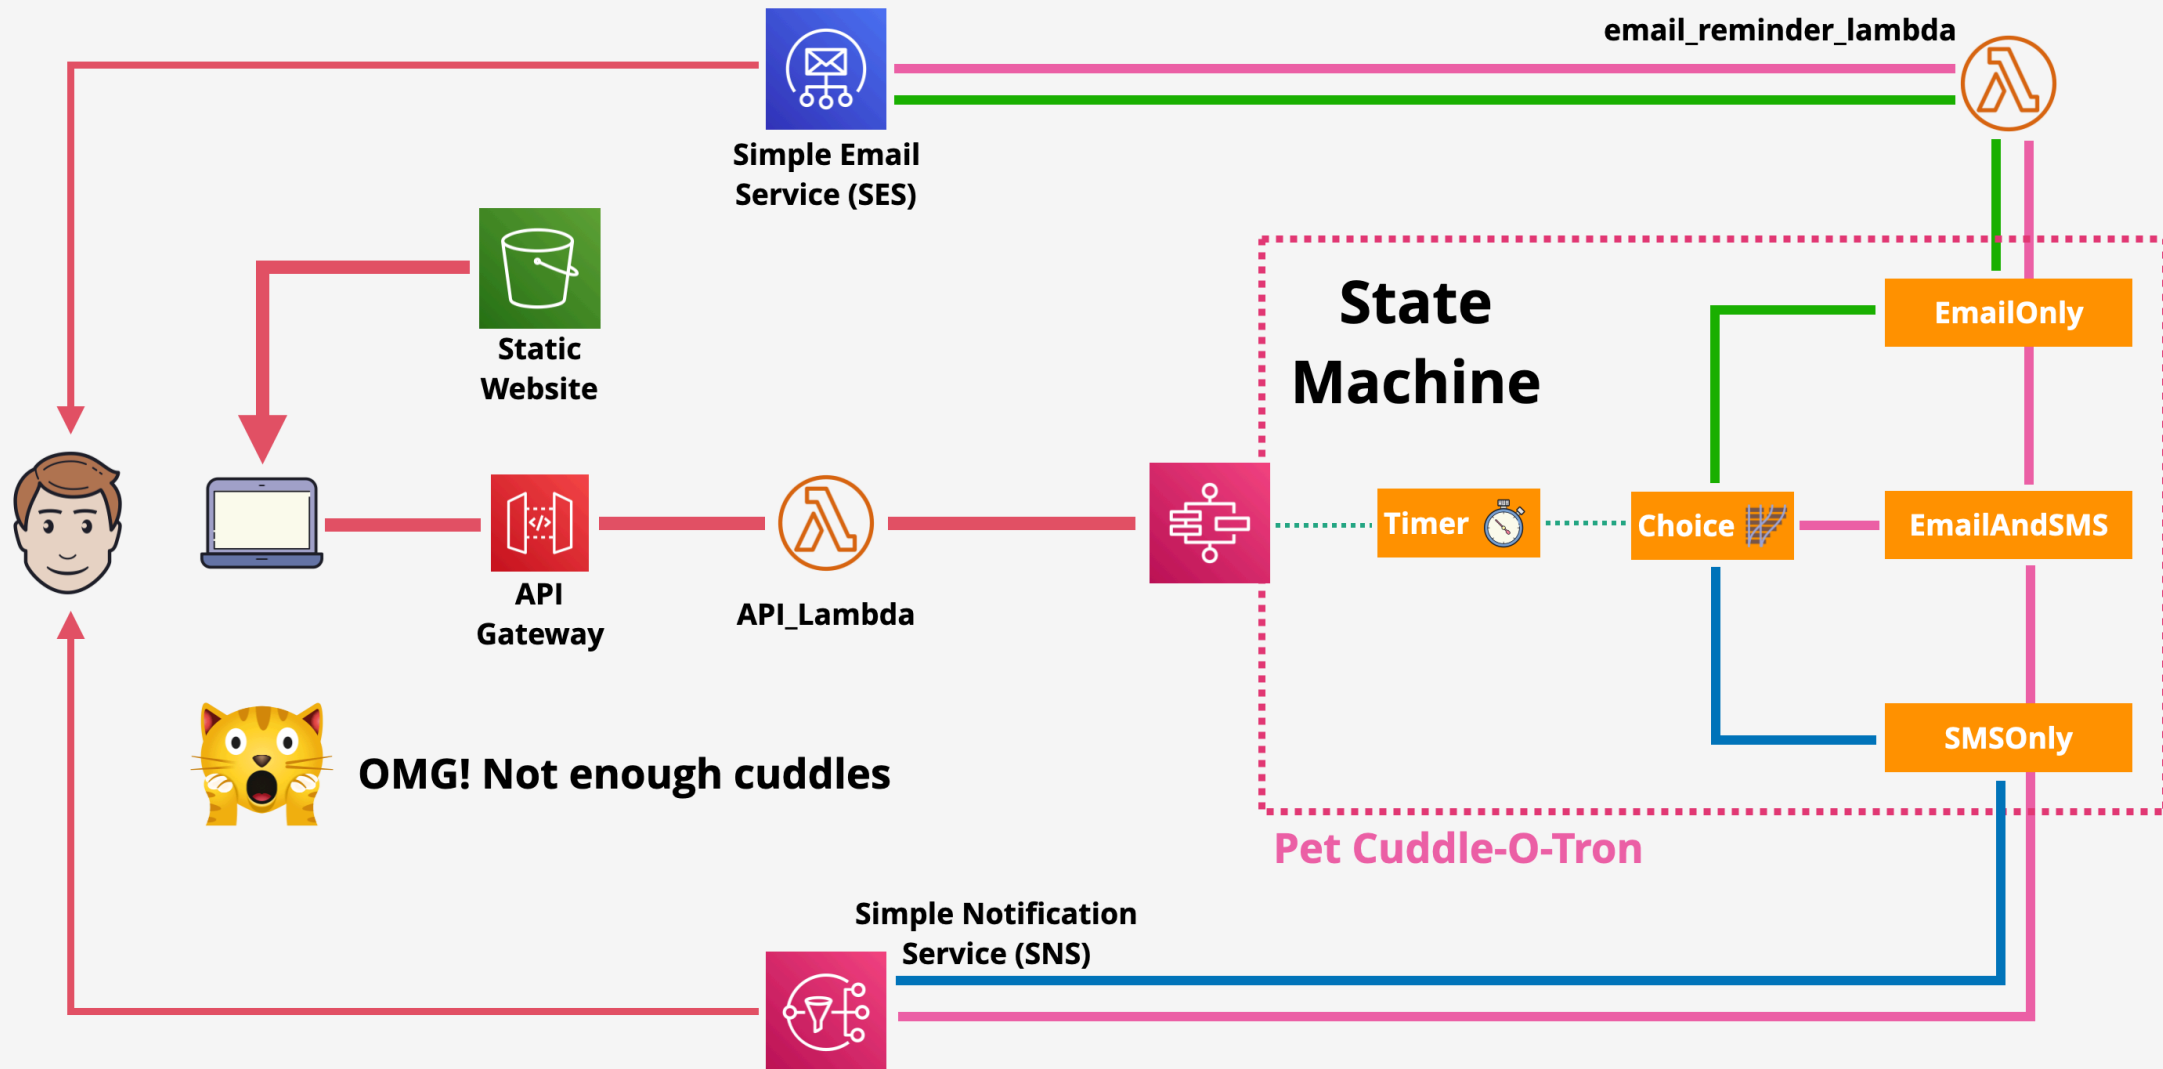 email_reminder_lambda
Simple Email
Service (SES)
Static
Website
State
Machine
EmailOnly
Timer
Choice
EmailAndSMS
API
Gateway
API_Lambda
SMSOnly
OMG! Not enough cuddles
Pet Cuddle-O-Tron
Simple Notification
Service (SNS)